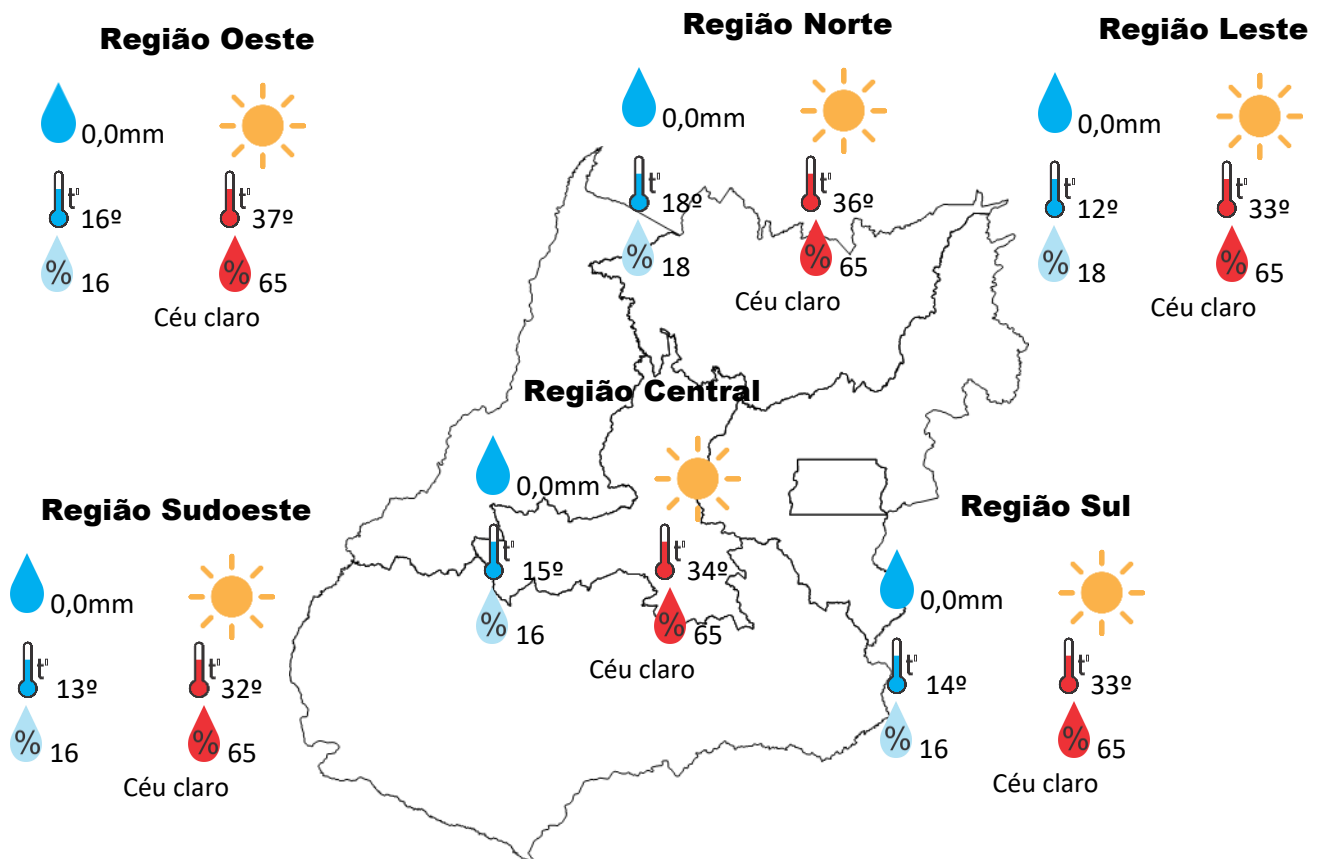 Região Oeste
0,0mm
t°
16º
t°
37º
%
16
%
65
Céu claro
Região Norte
0,0mm
t°
18º
t°
36º
%
18
%
65
Céu claro
Região Leste
0,0mm
t°
12º
t°
33º
%
18
%
65
Céu claro
Região Central
0,0mm
t°
15º
t°
34º
%
16
%
65
Céu claro
Região Sudoeste
0,0mm
t°
13º
t°
32º
%
16
%
65
Céu claro
Região Sul
0,0mm
t°
14º
t°
33º
%
16
%
65
Céu claro